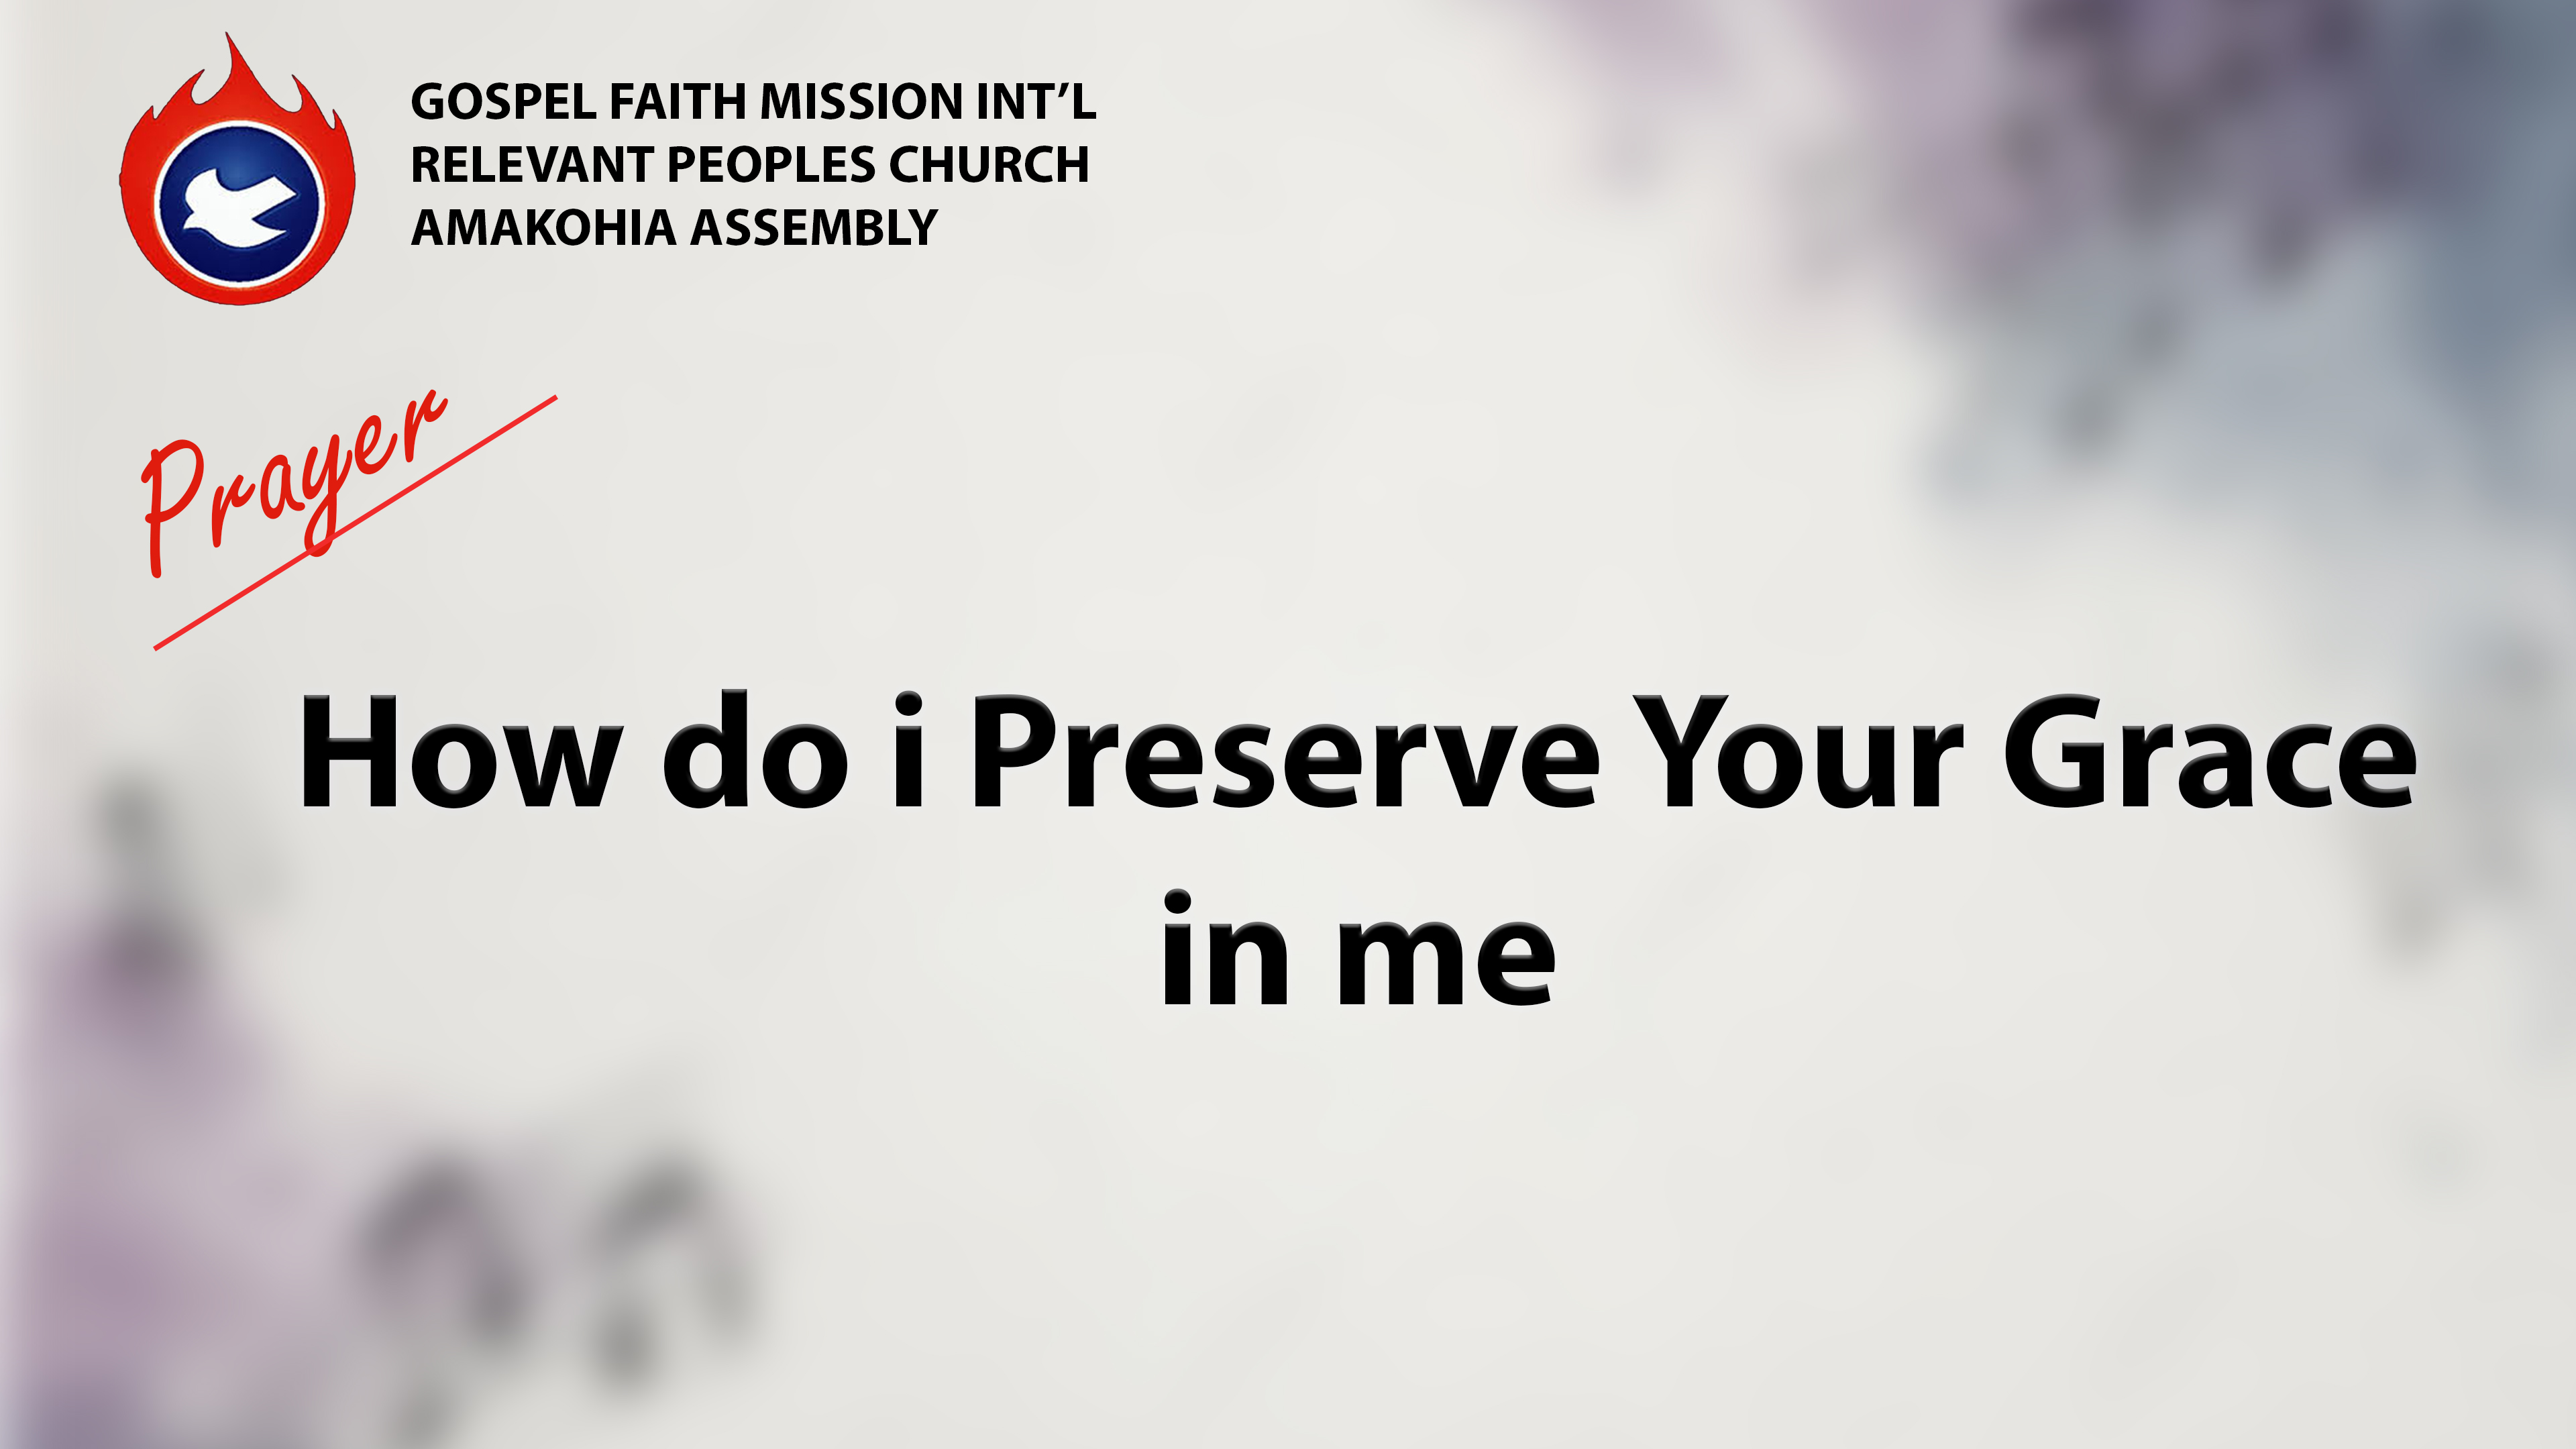 GOSPEL FAITH MISSION INT’L
RELEVANT PEOPLES CHURCH
AMAKOHIA ASSEMBLY
Prayer
How do i Preserve Your Grace
in me